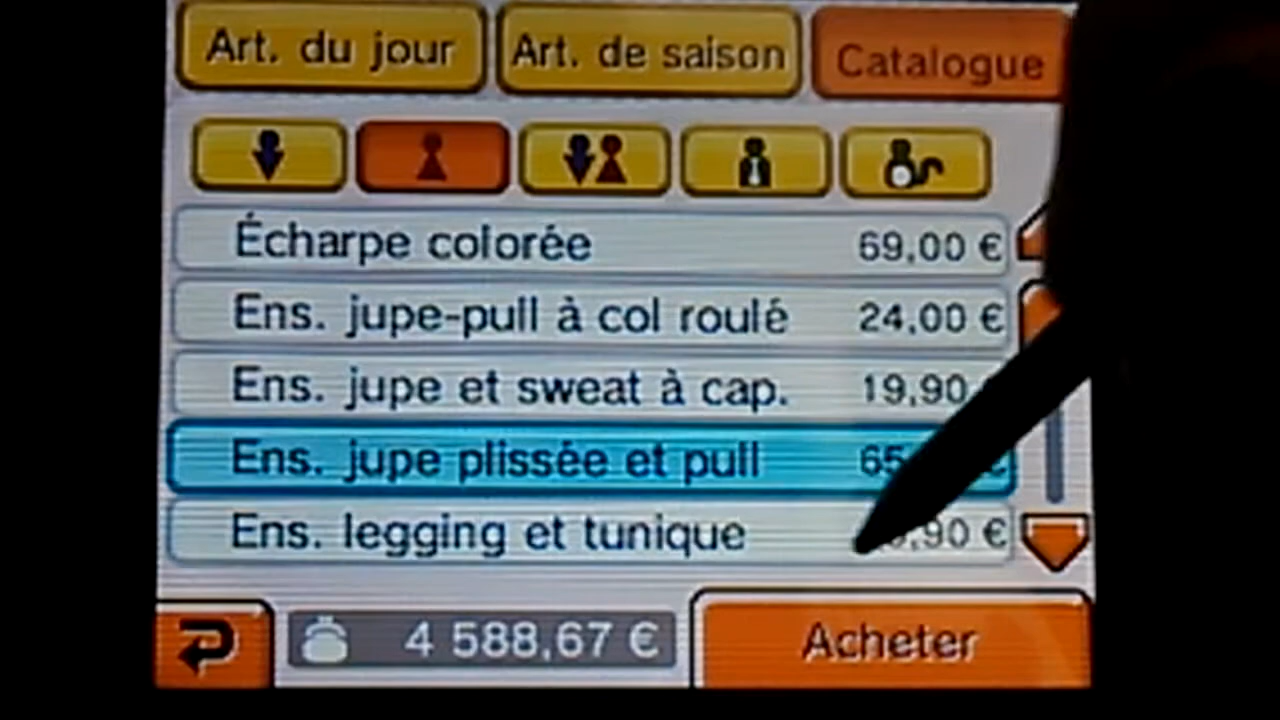 Art. du jour
Art. de saison
Catalogue
Écharpe colorée 69,00 €
Ens. jupe-pull à col roulé 24,00 €
Ens. jupe et sweat à cap. 19,90
Ens. jupe plissée et pull
Ens. legging et tunique
4 588,67 €
Acheter